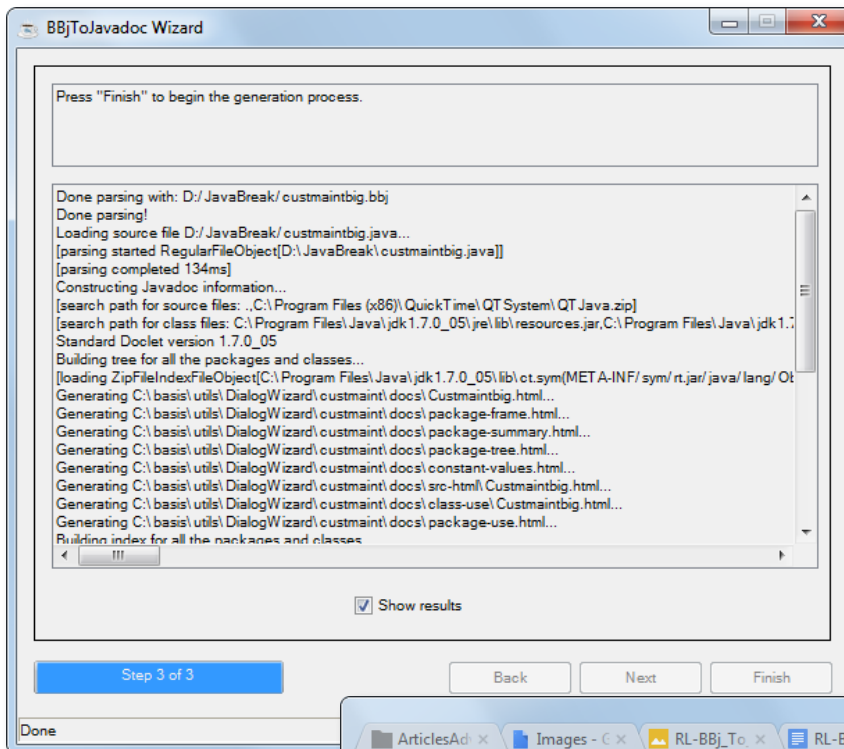 BBjToJavadoc Wizard
Press "Finish" to begin the generation process.
Done parsing with: D:/JavaBreak/custmaintbig.bbj
Done parsing!
Loading source file D:/JavaBreak/custmaintbig.java...
[parsing started RegularFileObject[D:\JavaBreak\custmaintbig.java]]
[parsing completed 134ms]
Constructing Javadoc information...
[search path for source files: .,C:\Program Files (x86)\QuickTime\QTSystem\QTJava.zip]
[search path for class files: C:\Program Files\Java\jdk1.7.0_05\jre\lib\resources.jar,C:\Program Files\Java\jdk1.7
Standard Doclet version 1.7.0_05
Building tree for all the packages and classes...
[loading ZipFileIndexFileObject[C:\Program Files\Java\jdk1.7.0_05\lib\ct.sym(META-INF/sym/rt.jar/java/lang/Ob
Generating C:\basis\utils\DialogWizard\custmaint\docs\Custmaintbig.html...
Generating C:\basis\utils\DialogWizard\custmaint\docs\package-frame.html...
Generating C:\basis\utils\DialogWizard\custmaint\docs\package-summary.html...
Generating C:\basis\utils\DialogWizard\custmaint\docs\package-tree.html...
Generating C:\basis\utils\DialogWizard\custmaint\docs\constant-values.html...
Generating C:\basis\utils\DialogWizard\custmaint\docs\src-html\Custmaintbig.html...
Generating C:\basis\utils\DialogWizard\custmaint\docs\class-use\Custmaintbig.html...
Generating C:\basis\utils\DialogWizard\custmaint\docs\package-use.html...
Building index for all the packages and classes
Show results
Step 3 of 3 Back Next Finish
Done
ArticlesAd Images - G RL-BBj_To RL-B